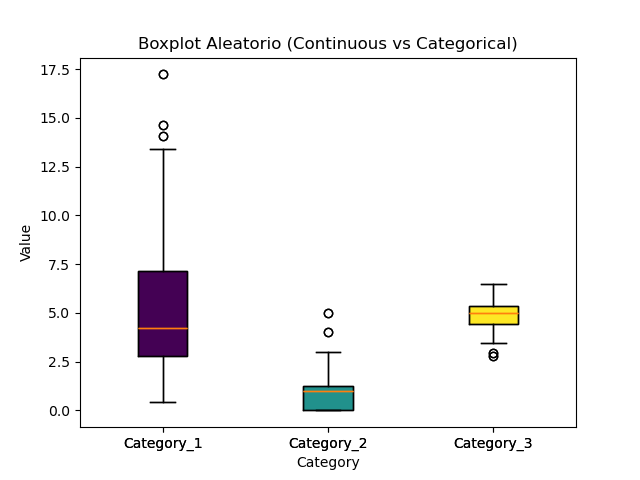 Boxplot Aleatorio (Continuous vs Categorical)
17.5
15.0
12.5
10.0
7.5
5.0
2.5
0.0
Value
Category_1 Category_2 Category_3
Category